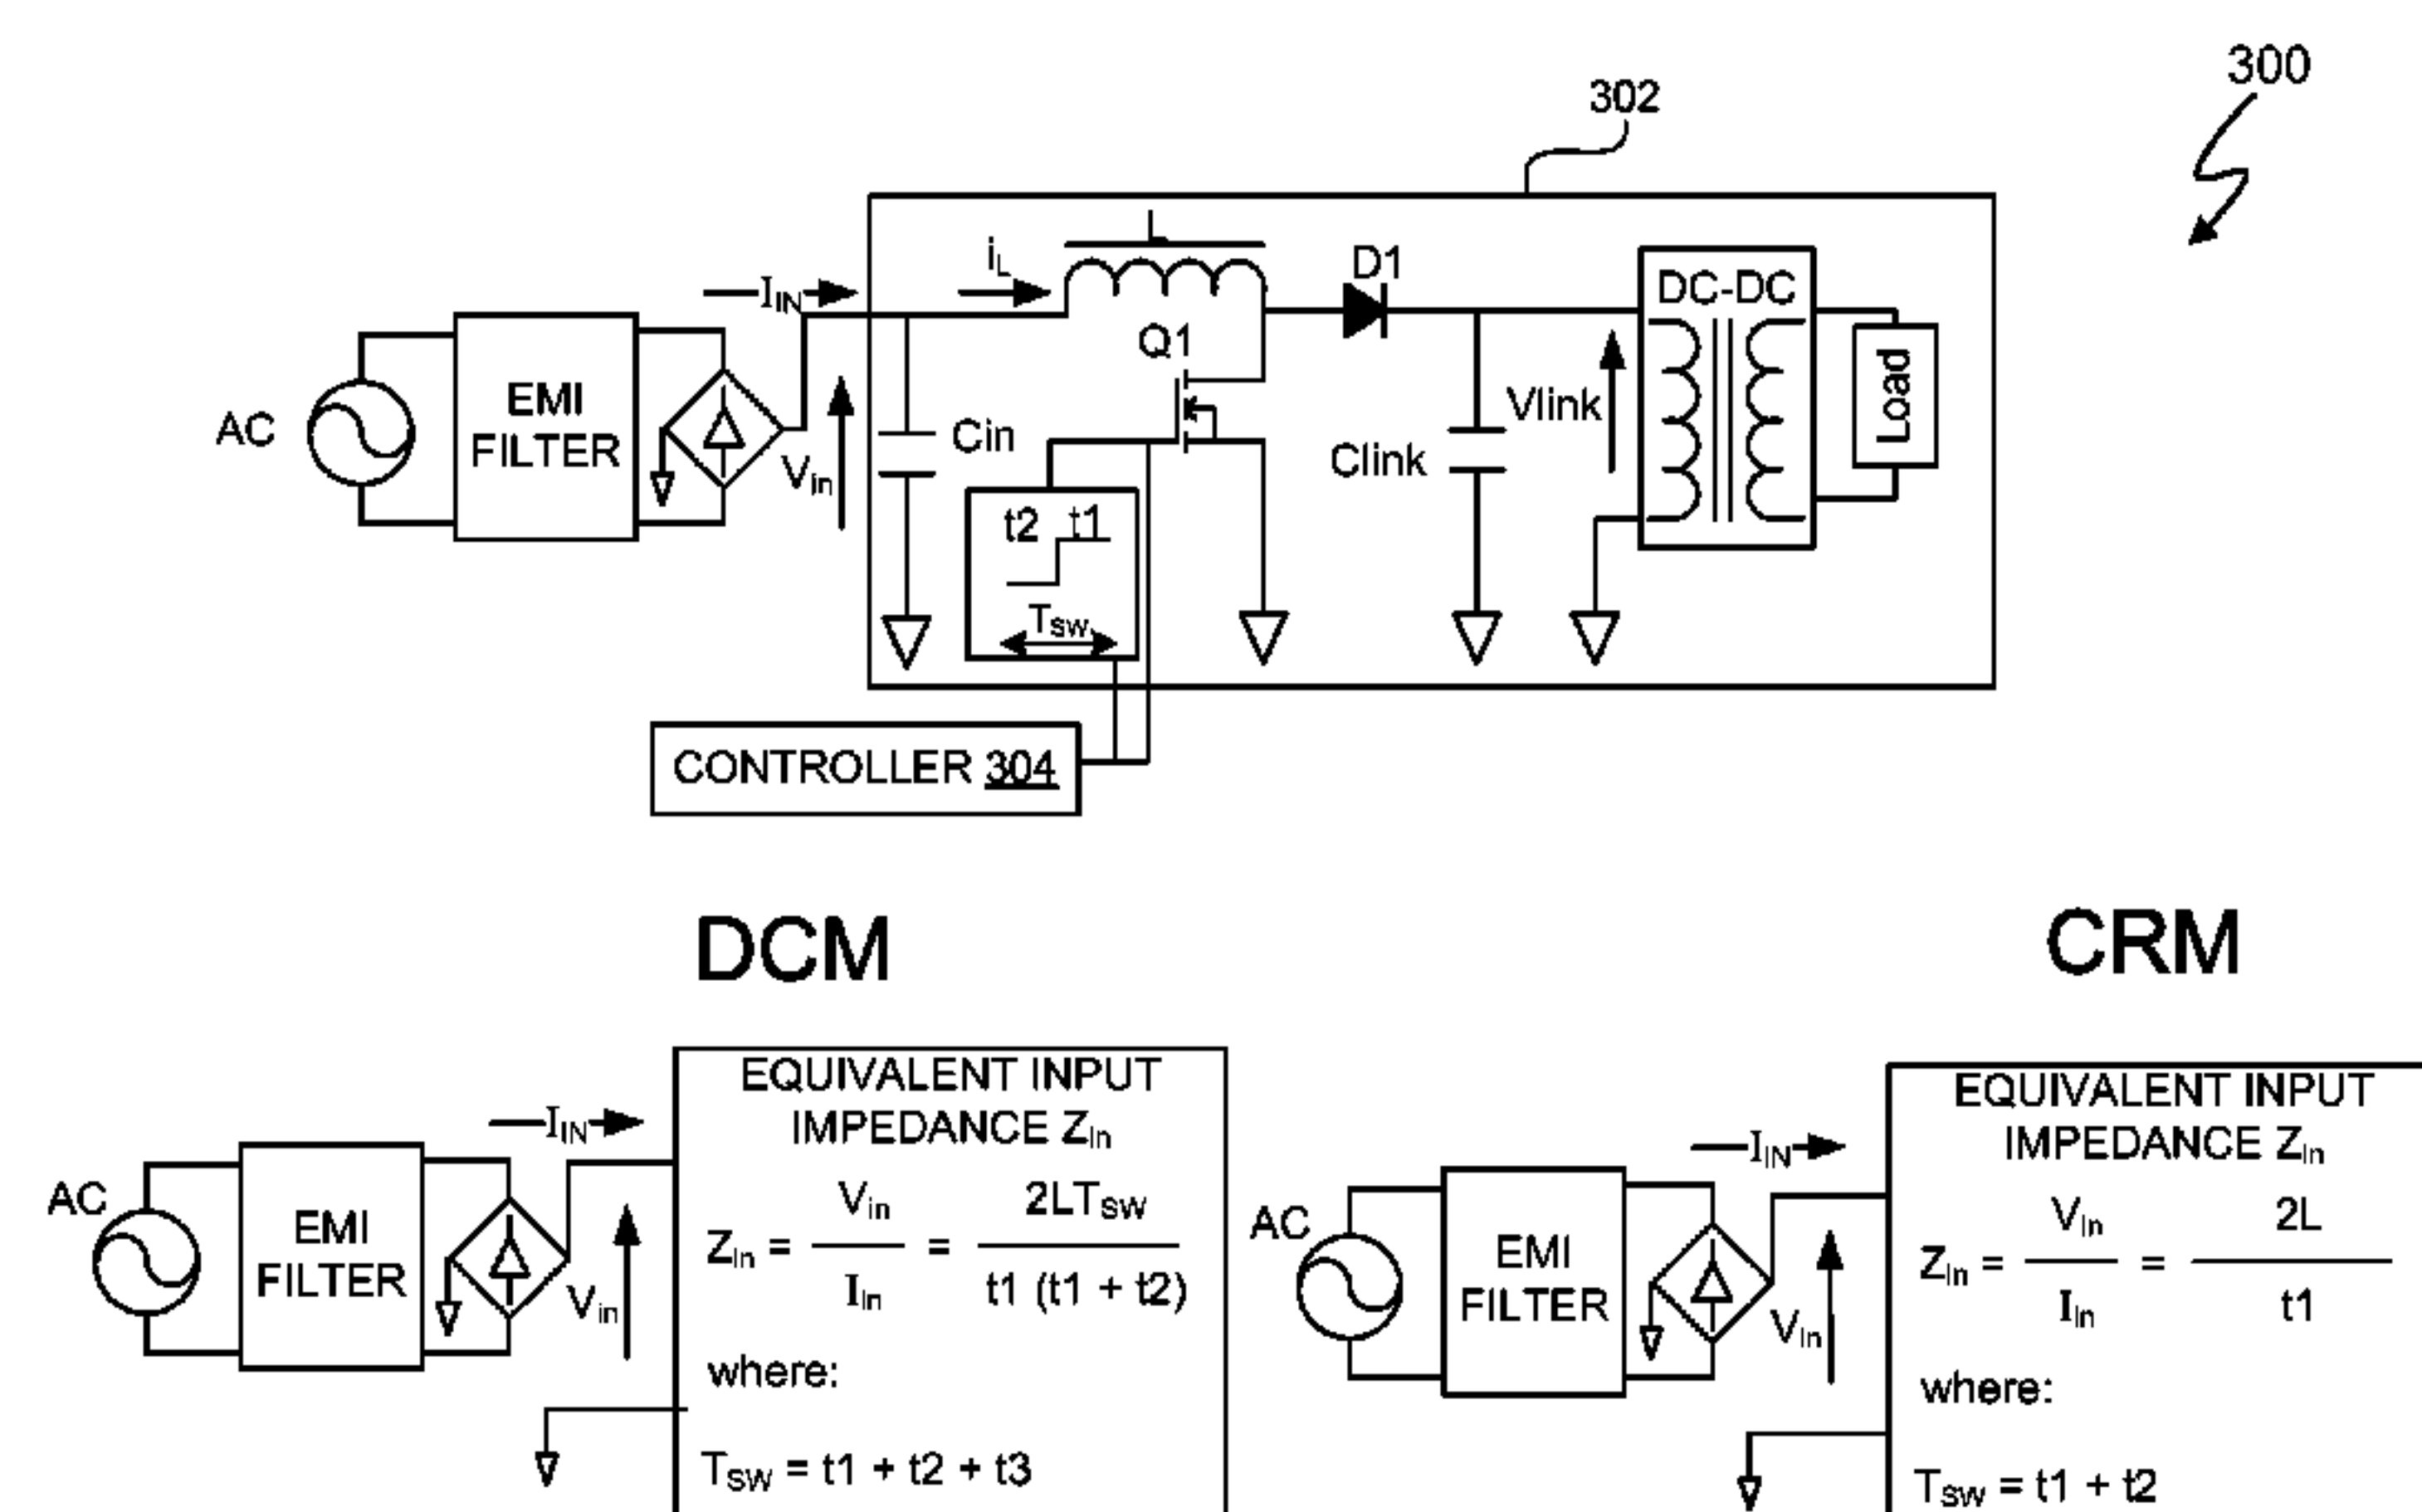 300
302
L
iL
D1
DC-DC
IIN
Q1
AC
EMI
FILTER
Vin
Cin
Vlink
Clink
Load
t2 t1
TSW
CONTROLLER 304
DCM
CRM
EQUIVALENT INPUT
IMPEDANCE ZIn
IIN
AC
EMI
FILTER
Vin
ZIn = Vin / IIn = 2LTSW / t1 (t1 + t2)
where:
TSW = t1 + t2 + t3
EQUIVALENT INPUT
IMPEDANCE ZIn
IIN
AC
EMI
FILTER
VIn
ZIn = VIn / IIn = 2L / t1
where:
TSW = t1 + t2